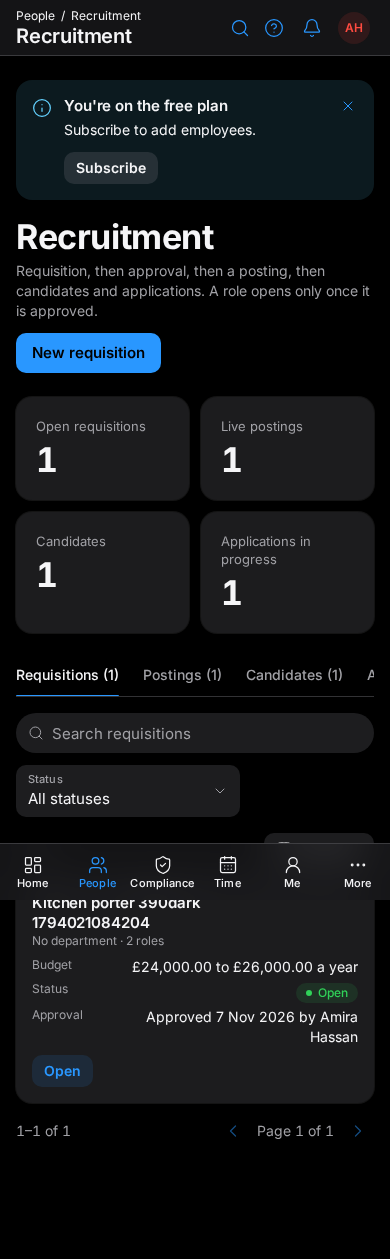 People / Recruitment
Recruitment
AH
You're on the free plan
Subscribe to add employees.
Subscribe
Recruitment
Requisition, then approval, then a posting, then
candidates and applications. A role opens only once it
is approved.
New requisition
Open requisitions
1
Live postings
1
Candidates
1
Applications in
progress
1
Requisitions (1)
Postings (1)
Candidates (1)
A
Search requisitions
Status
All statuses
Home
People
Compliance
Time
Me
More
Kitchen porter 390dark
1794021084204
No department · 2 roles
Budget
£24,000.00 to £26,000.00 a year
Status
Open
Approval
Approved 7 Nov 2026 by Amira
Hassan
Open
1–1 of 1
Page 1 of 1